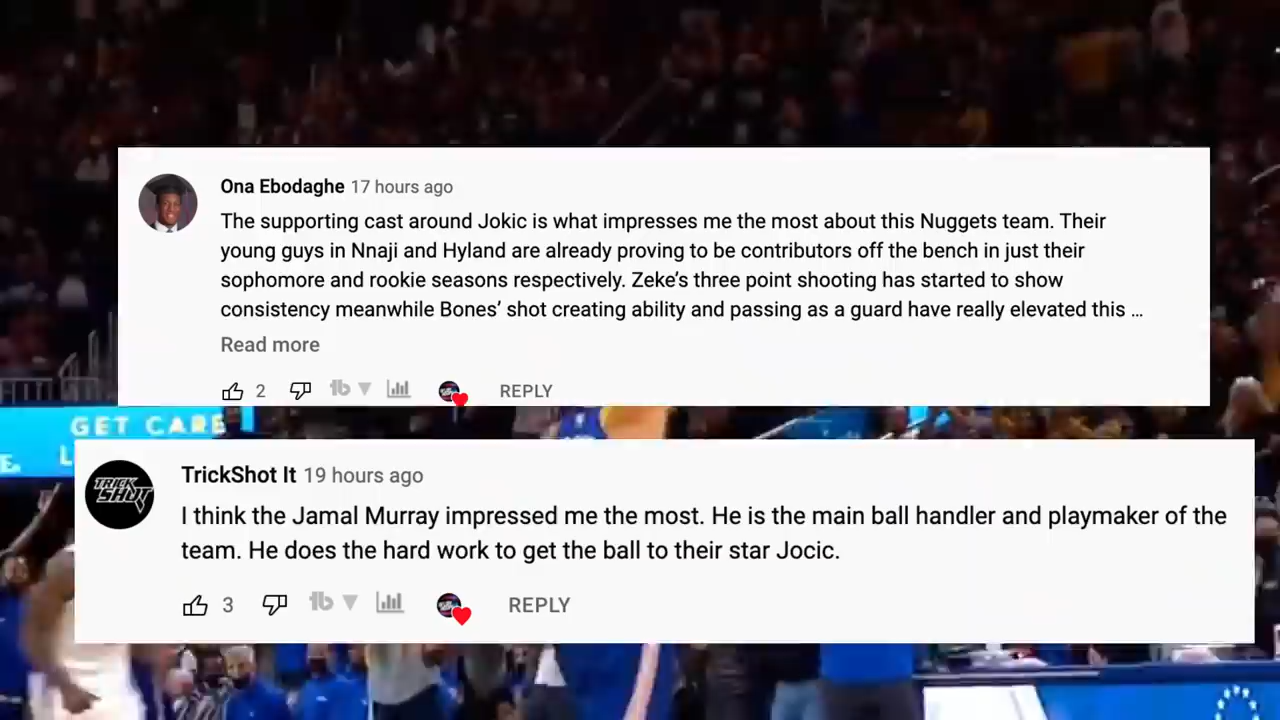 Ona Ebodaghe 17 hours ago
The supporting cast around Jokic is what impresses me the most about this Nuggets team. Their
young guys in Nnaji and Hyland are already proving to be contributors off the bench in just their
sophomore and rookie seasons respectively. Zeke’s three point shooting has started to show
consistency meanwhile Bones’ shot creating ability and passing as a guard have really elevated this ...
Read more
2 REPLY
GET CARE
TRICK
SHOT
TrickShot It 19 hours ago
I think the Jamal Murray impressed me the most. He is the main ball handler and playmaker of the
team. He does the hard work to get the ball to their star Jocic.
3 REPLY